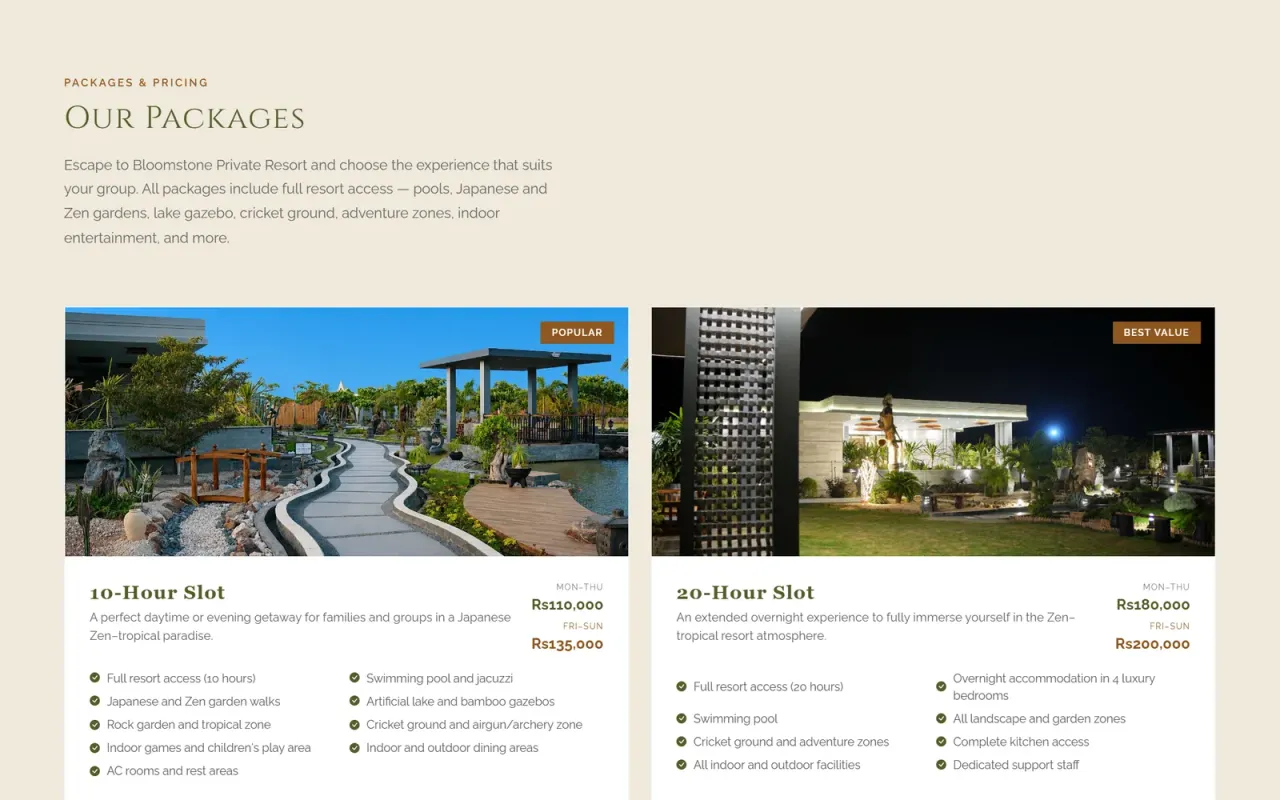 PACKAGES & PRICING
Our Packages
Escape to Bloomstone Private Resort and choose the experience that suits
your group. All packages include full resort access — pools, Japanese and
Zen gardens, lake gazebo, cricket ground, adventure zones, indoor
entertainment, and more.
POPULAR
10-Hour Slot
A perfect daytime or evening getaway for families and groups in a Japanese
Zen–tropical paradise.
MON–THU
Rs110,000
FRI–SUN
Rs135,000
Full resort access (10 hours)
Swimming pool and jacuzzi
Japanese and Zen garden walks
Artificial lake and bamboo gazebos
Rock garden and tropical zone
Cricket ground and airgun/archery zone
Indoor games and children's play area
Indoor and outdoor dining areas
AC rooms and rest areas
BEST VALUE
20-Hour Slot
An extended overnight experience to fully immerse yourself in the Zen–
tropical resort atmosphere.
MON–THU
Rs180,000
FRI–SUN
Rs200,000
Full resort access (20 hours)
Overnight accommodation in 4 luxury
bedrooms
Swimming pool
All landscape and garden zones
Cricket ground and adventure zones
Complete kitchen access
All indoor and outdoor facilities
Dedicated support staff